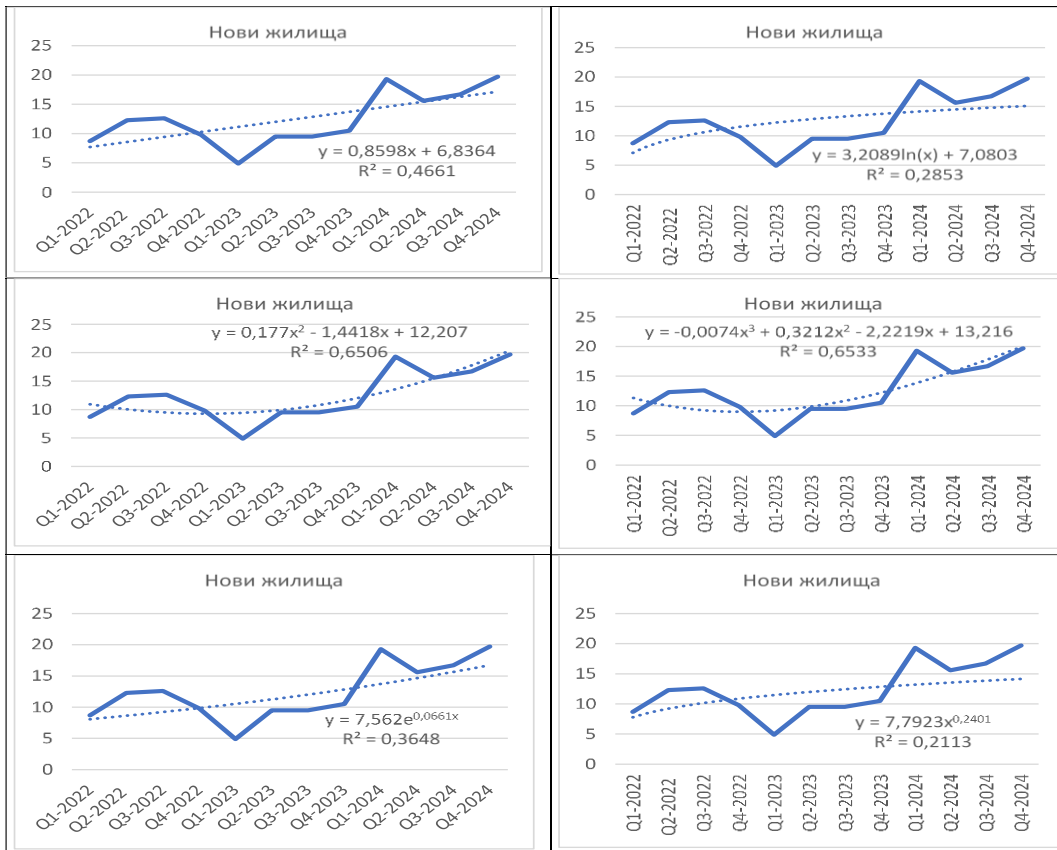 Нови жилища
25
20
15
10
5
0
y = 0,8598x + 6,8364
R² = 0,4661
Q1-2022
Q2-2022
Q3-2022
Q4-2022
Q1-2023
Q2-2023
Q3-2023
Q4-2023
Q1-2024
Q2-2024
Q3-2024
Q4-2024
Нови жилища
25
20
15
10
5
0
y = 3,2089ln(x) + 7,0803
R² = 0,2853
Q1-2022
Q2-2022
Q3-2022
Q4-2022
Q1-2023
Q2-2023
Q3-2023
Q4-2023
Q1-2024
Q2-2024
Q3-2024
Q4-2024
Нови жилища
y = 0,177x² - 1,4418x + 12,207
R² = 0,6506
25
20
15
10
5
0
Q1-2022
Q2-2022
Q3-2022
Q4-2022
Q1-2023
Q2-2023
Q3-2023
Q4-2023
Q1-2024
Q2-2024
Q3-2024
Q4-2024
Нови жилища
y = -0,0074x³ + 0,3212x² - 2,2219x + 13,216
R² = 0,6533
25
20
15
10
5
0
Q1-2022
Q2-2022
Q3-2022
Q4-2022
Q1-2023
Q2-2023
Q3-2023
Q4-2023
Q1-2024
Q2-2024
Q3-2024
Q4-2024
Нови жилища
25
20
15
10
5
0
y = 7,562e^0,0661x
R² = 0,3648
Q1-2022
Q2-2022
Q3-2022
Q4-2022
Q1-2023
Q2-2023
Q3-2023
Q4-2023
Q1-2024
Q2-2024
Q3-2024
Q4-2024
Нови жилища
25
20
15
10
5
0
y = 7,7923x^0,2401
R² = 0,2113
Q1-2022
Q2-2022
Q3-2022
Q4-2022
Q1-2023
Q2-2023
Q3-2023
Q4-2023
Q1-2024
Q2-2024
Q3-2024
Q4-2024